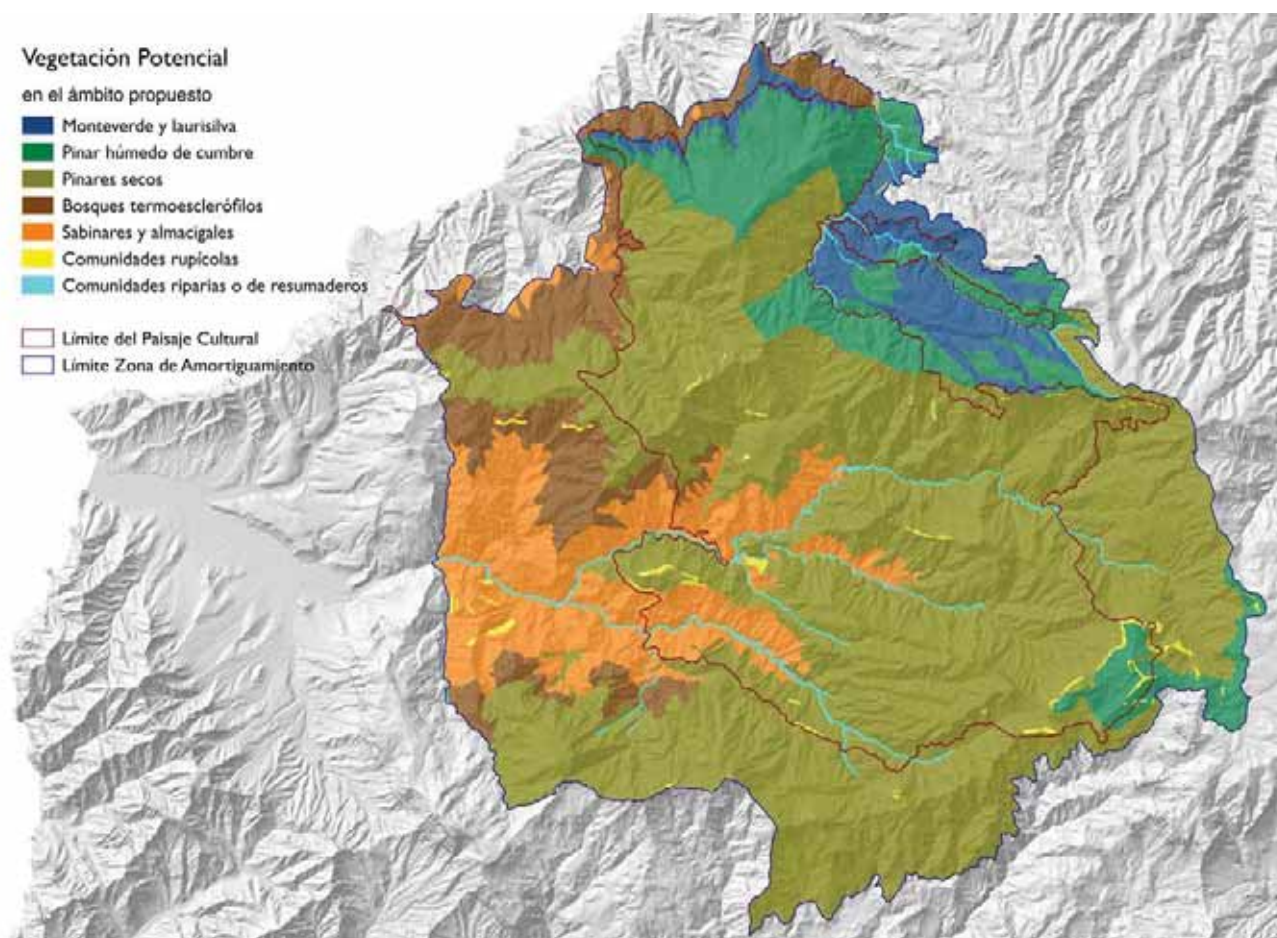 Vegetación Potencial
en el ámbito propuesto
Monteverde y laurisilva
Pinar húmedo de cumbre
Pinares secos
Bosques termoesclerófilos
Sabinares y almacigales
Comunidades rupícolas
Comunidades riparias o de resumaderos
Límite del Paisaje Cultural
Límite Zona de Amortiguamiento